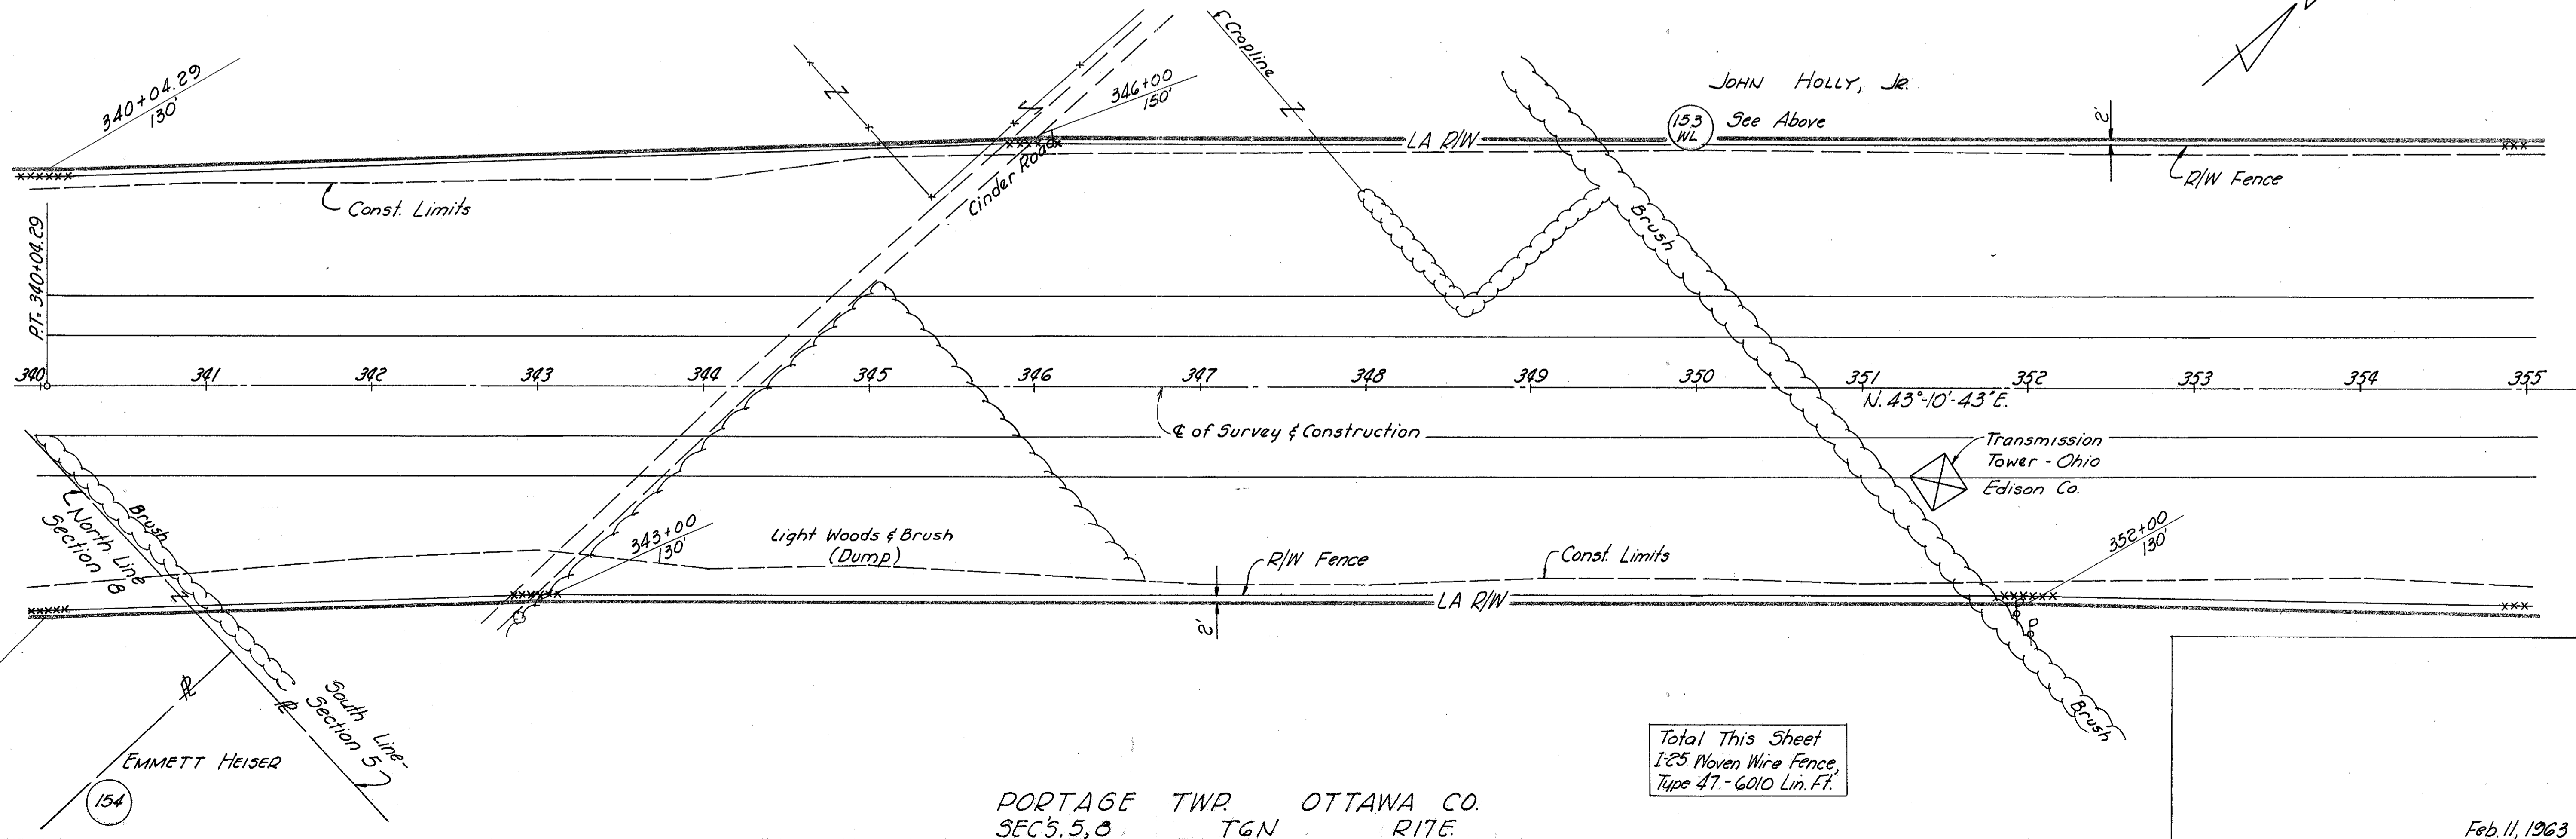 340+04.29
130'
346+00
150'
Cropline
JOHN HOLLY, JR.
153
WL
See Above
2'
LA R/W
R/W Fence
Const. Limits
Cinder Road
Brush
P.T. 340+04.29
340 341 342 343 344 345 346 347 348 349 350 351 352 353 354 355
N. 43°-10'-43" E.
℄ of Survey & Construction
Transmission
Tower - Ohio
Edison Co.
Brush
North Line
Section 8
343+00
130'
Light Woods & Brush
(Dump)
R/W Fence
Const. Limits
352+00
130'
LA R/W
2'
P
South Line-
Section 5
Brush
EMMETT HEISER
154
Total This Sheet
I-25 Woven Wire Fence,
Type 47 - 6010 Lin. Ft.
PORTAGE TWP. OTTAWA CO.
SEC'S. 5, 8 T6N R17E.
Feb. 11, 1963